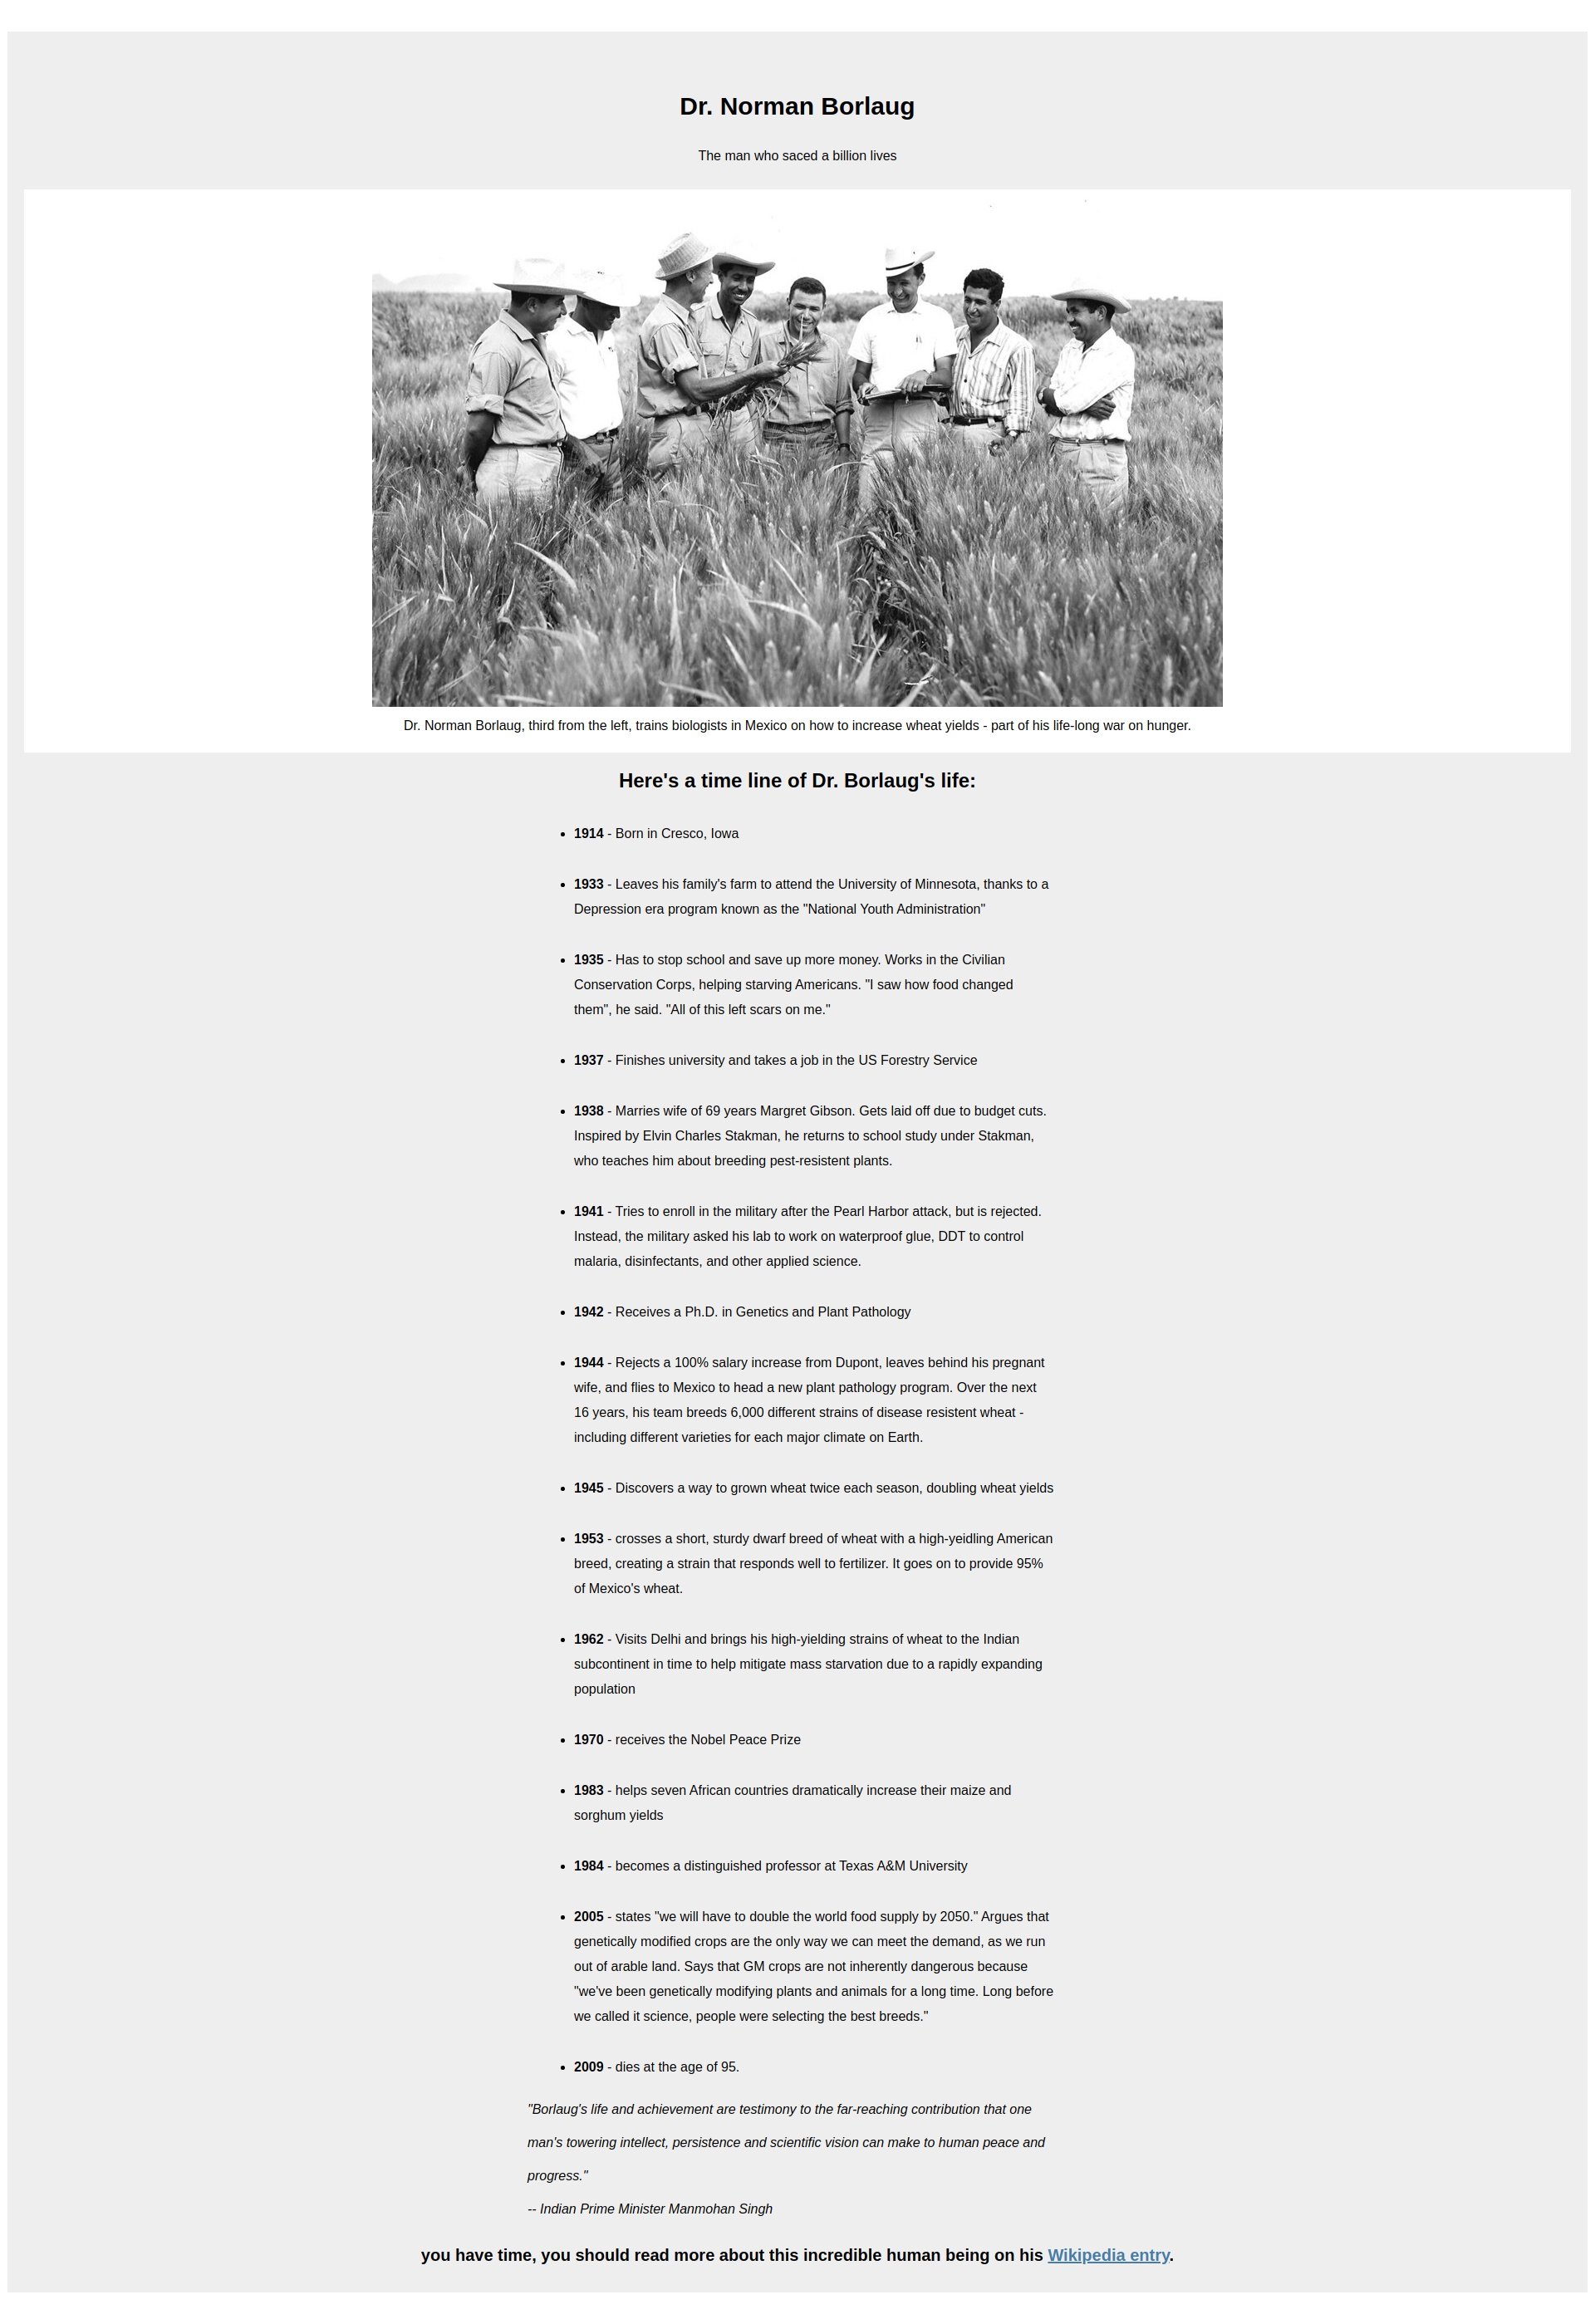 Dr. Norman Borlaug
The man who saced a billion lives
Dr. Norman Borlaug, third from the left, trains biologists in Mexico on how to increase wheat yields - part of his life-long war on hunger.
Here's a time line of Dr. Borlaug's life:
• 1914 - Born in Cresco, Iowa
• 1933 - Leaves his family's farm to attend the University of Minnesota, thanks to a
Depression era program known as the "National Youth Administration"
• 1935 - Has to stop school and save up more money. Works in the Civilian
Conservation Corps, helping starving Americans. "I saw how food changed
them", he said. "All of this left scars on me."
• 1937 - Finishes university and takes a job in the US Forestry Service
• 1938 - Marries wife of 69 years Margret Gibson. Gets laid off due to budget cuts.
Inspired by Elvin Charles Stakman, he returns to school study under Stakman,
who teaches him about breeding pest-resistent plants.
• 1941 - Tries to enroll in the military after the Pearl Harbor attack, but is rejected.
Instead, the military asked his lab to work on waterproof glue, DDT to control
malaria, disinfectants, and other applied science.
• 1942 - Receives a Ph.D. in Genetics and Plant Pathology
• 1944 - Rejects a 100% salary increase from Dupont, leaves behind his pregnant
wife, and flies to Mexico to head a new plant pathology program. Over the next
16 years, his team breeds 6,000 different strains of disease resistent wheat -
including different varieties for each major climate on Earth.
• 1945 - Discovers a way to grown wheat twice each season, doubling wheat yields
• 1953 - crosses a short, sturdy dwarf breed of wheat with a high-yeidling American
breed, creating a strain that responds well to fertilizer. It goes on to provide 95%
of Mexico's wheat.
• 1962 - Visits Delhi and brings his high-yielding strains of wheat to the Indian
subcontinent in time to help mitigate mass starvation due to a rapidly expanding
population
• 1970 - receives the Nobel Peace Prize
• 1983 - helps seven African countries dramatically increase their maize and
sorghum yields
• 1984 - becomes a distinguished professor at Texas A&M University
• 2005 - states "we will have to double the world food supply by 2050." Argues that
genetically modified crops are the only way we can meet the demand, as we run
out of arable land. Says that GM crops are not inherently dangerous because
"we've been genetically modifying plants and animals for a long time. Long before
we called it science, people were selecting the best breeds."
• 2009 - dies at the age of 95.
"Borlaug's life and achievement are testimony to the far-reaching contribution that one
man's towering intellect, persistence and scientific vision can make to human peace and
progress."
-- Indian Prime Minister Manmohan Singh
you have time, you should read more about this incredible human being on his Wikipedia entry.